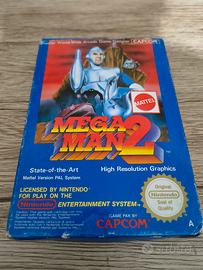 World Wide Arcade Game Designer CAPCOM
MATTEL
MEGA
MAN 2
State-of-the-Art
High Resolution Graphics
Mattel Version PAL System
LICENSED BY NINTENDO
FOR PLAY ON THE
Nintendo ENTERTAINMENT SYSTEM
Original
Nintendo
Seal of
Quality
GAME PAK BY
CAPCOM
A